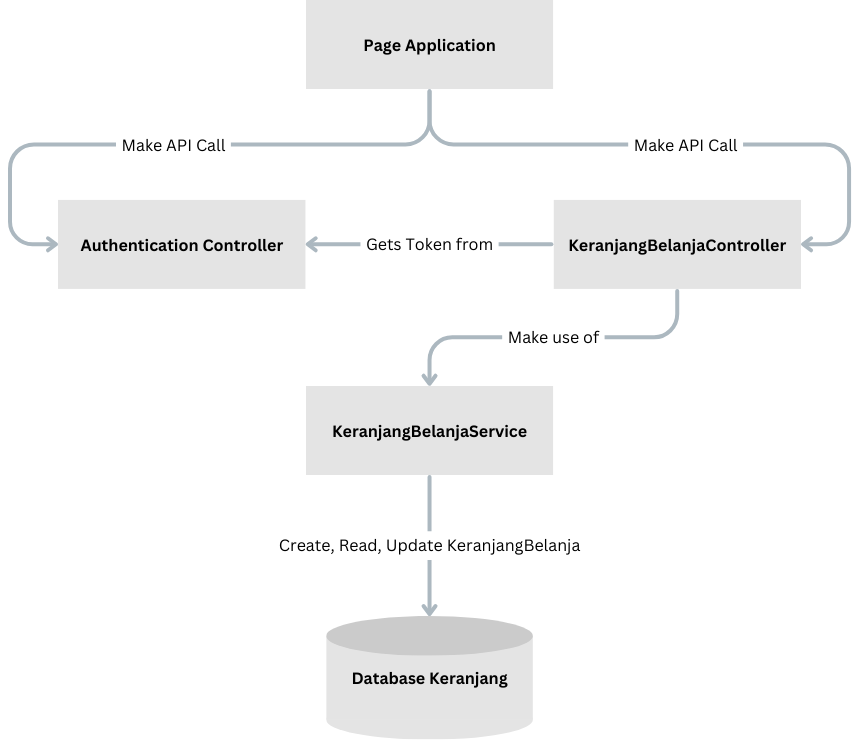 Page Application
Make API Call
Make API Call
Authentication Controller
Gets Token from
KeranjangBelanjaController
Make use of
KeranjangBelanjaService
Create, Read, Update KeranjangBelanja
Database Keranjang